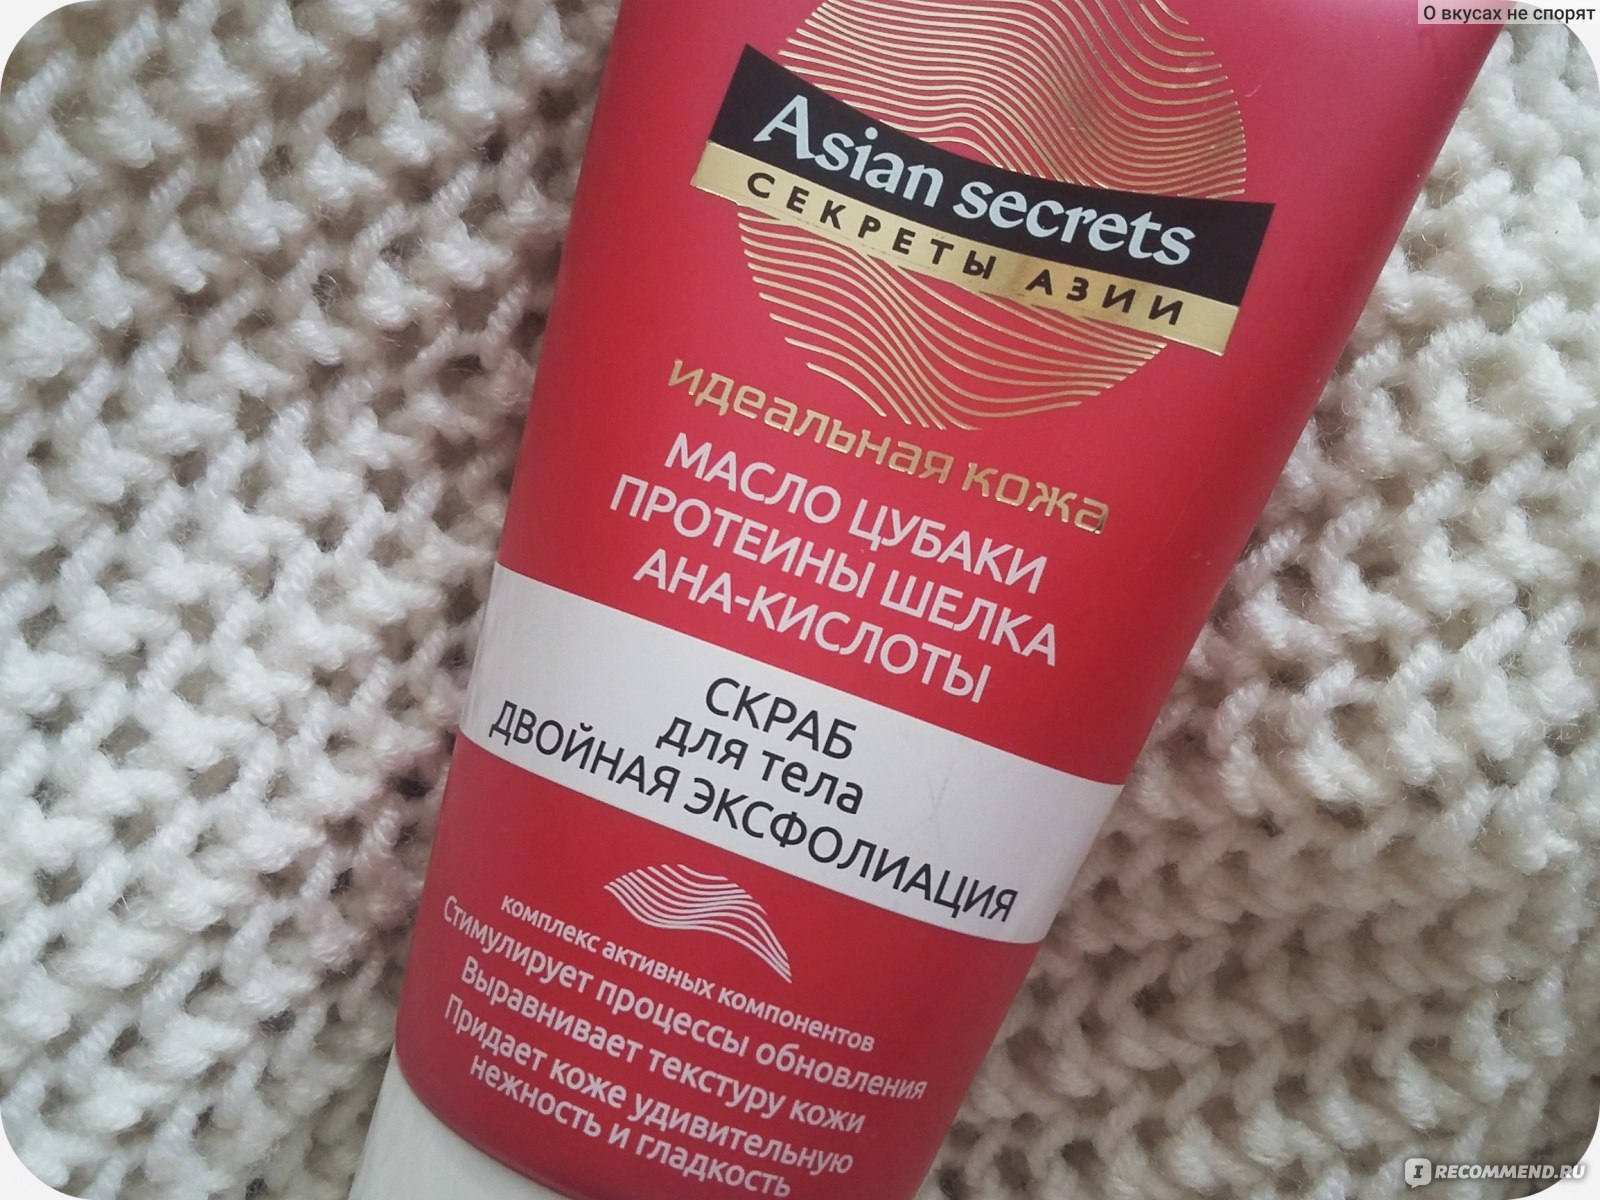 О вкусах не спорят
Asian secrets
СЕКРЕТЫ АЗИИ
идеальная кожа
МАСЛО ЦУБАКИ
ПРОТЕИНЫ ШЕЛКА
АНА-КИСЛОТЫ
СКРАБ
для тела
ДВОЙНАЯ ЭКСФОЛИАЦИЯ
комплекс активных компонентов
Стимулирует процессы обновления
Выравнивает текстуру кожи
Придает коже удивительную
нежность и гладкость
I RECOMMEND.RU